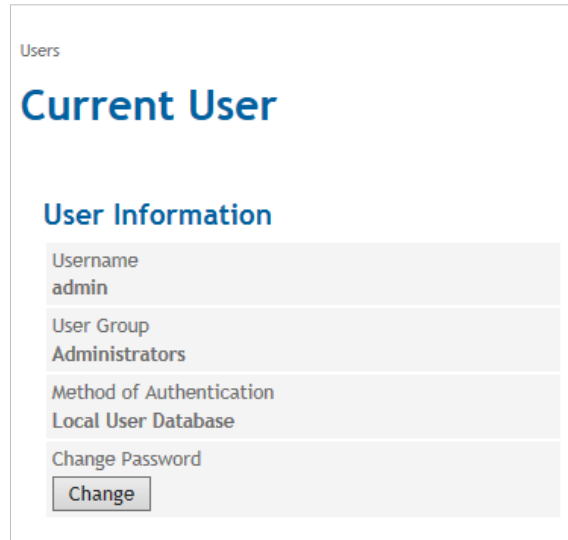 Users
Current User
User Information
Username
admin
User Group
Administrators
Method of Authentication
Local User Database
Change Password
Change